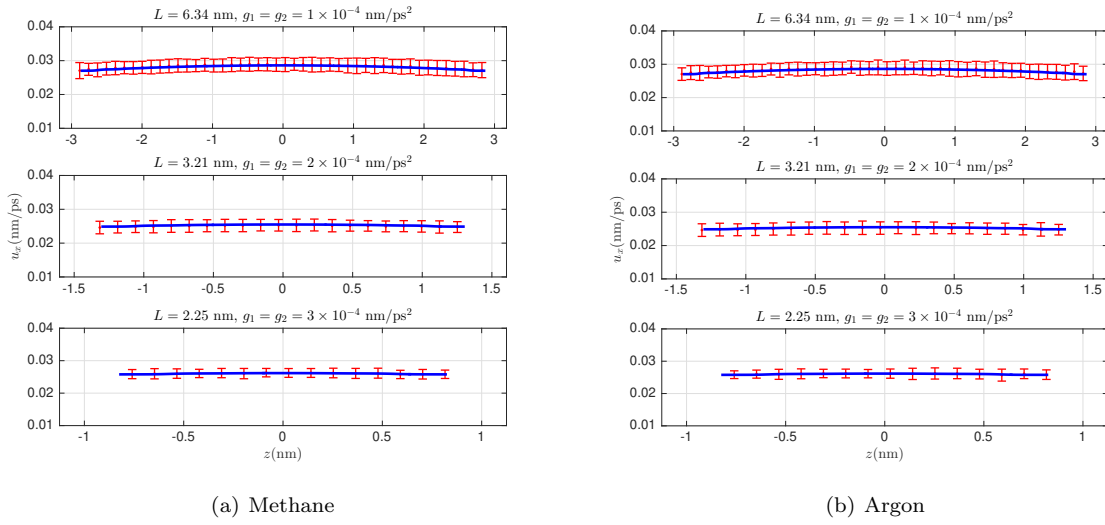 L = 6.34 nm, g₁ = g₂ = 1 × 10⁻⁴ nm/ps²
0.04
0.03
0.02
0.01
-3 -2 -1 0 1 2 3
L = 3.21 nm, g₁ = g₂ = 2 × 10⁻⁴ nm/ps²
0.04
0.03
0.02
0.01
uₓ(nm/ps)
-1.5 -1 -0.5 0 0.5 1 1.5
L = 2.25 nm, g₁ = g₂ = 3 × 10⁻⁴ nm/ps²
0.04
0.03
0.02
0.01
-1 -0.5 0 0.5 1
z(nm)
(a) Methane
L = 6.34 nm, g₁ = g₂ = 1 × 10⁻⁴ nm/ps²
0.04
0.03
0.02
0.01
-3 -2 -1 0 1 2 3
L = 3.21 nm, g₁ = g₂ = 2 × 10⁻⁴ nm/ps²
0.04
0.03
0.02
0.01
uₓ(nm/ps)
-1.5 -1 -0.5 0 0.5 1 1.5
L = 2.25 nm, g₁ = g₂ = 3 × 10⁻⁴ nm/ps²
0.04
0.03
0.02
0.01
-1 -0.5 0 0.5 1
z(nm)
(b) Argon